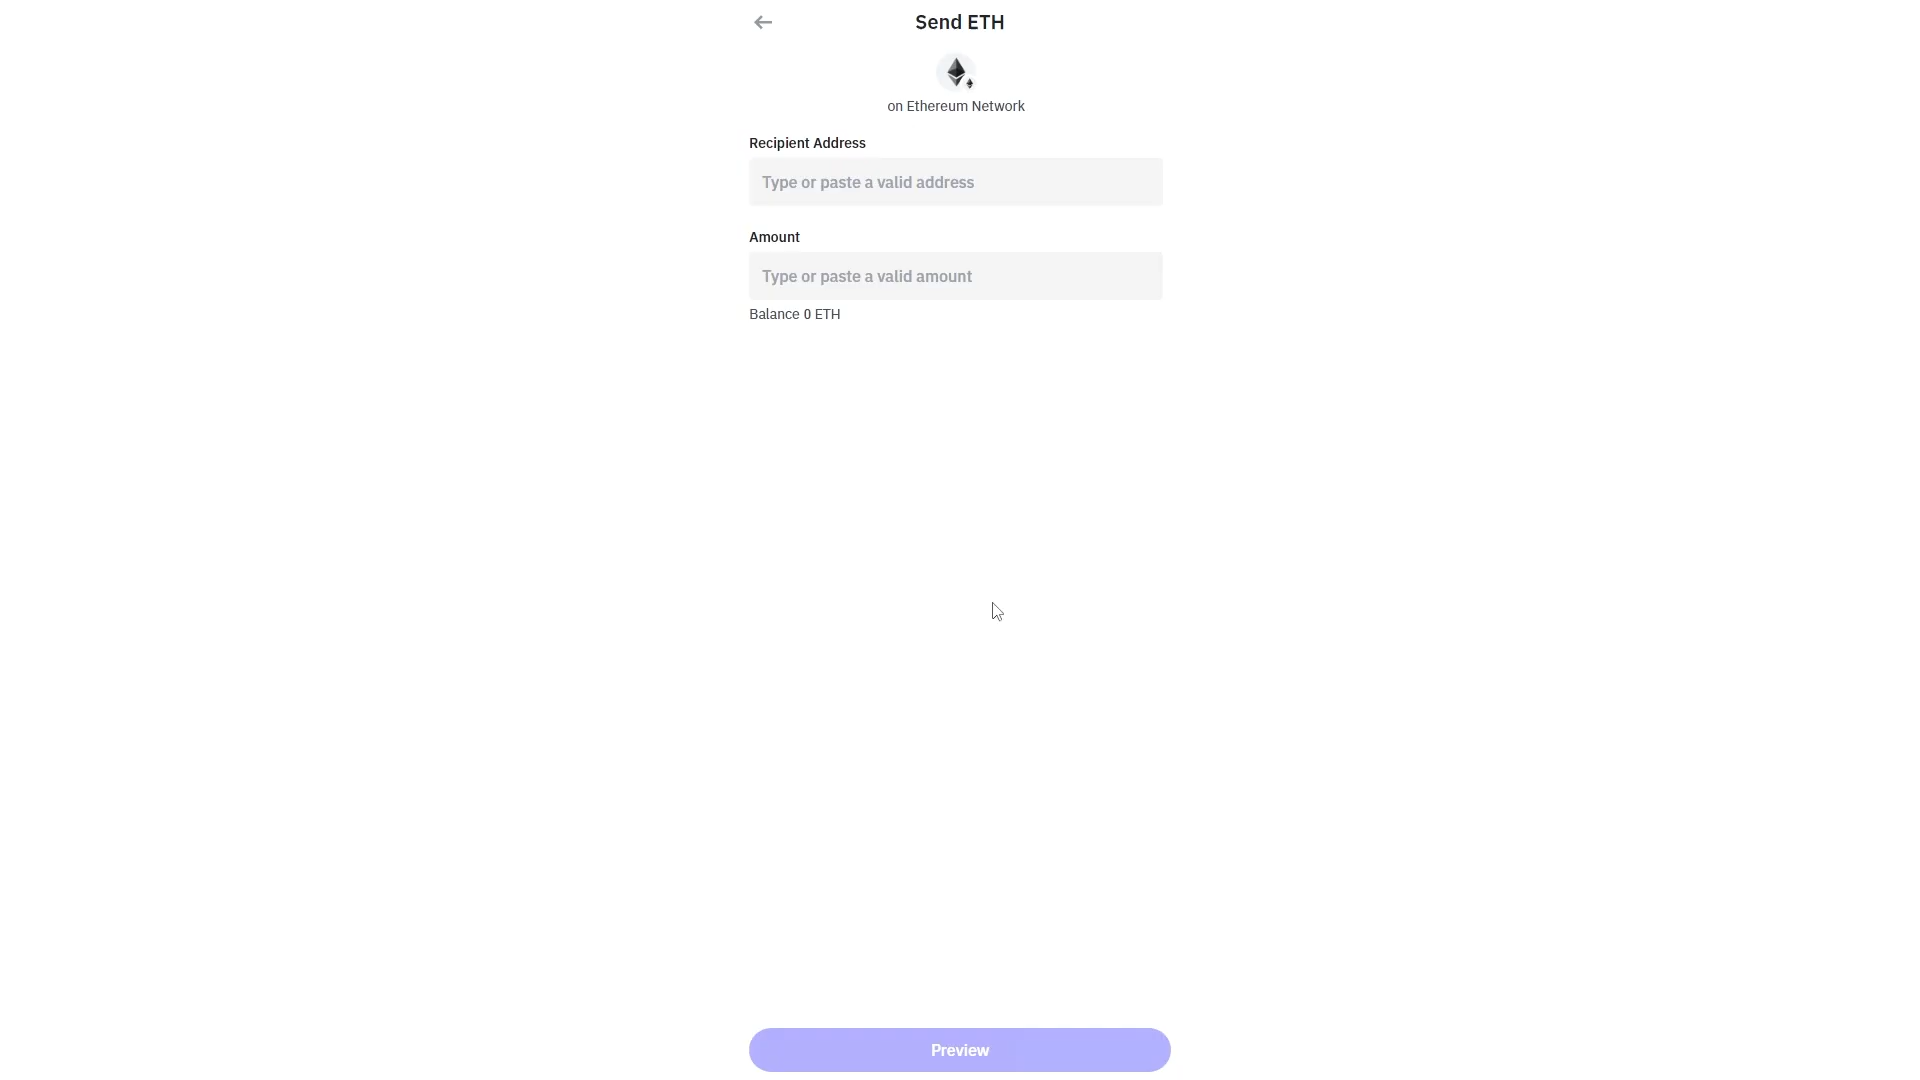 Send ETH
on Ethereum Network
Recipient Address
Type or paste a valid address
Amount
Type or paste a valid amount
Balance 0 ETH
Preview